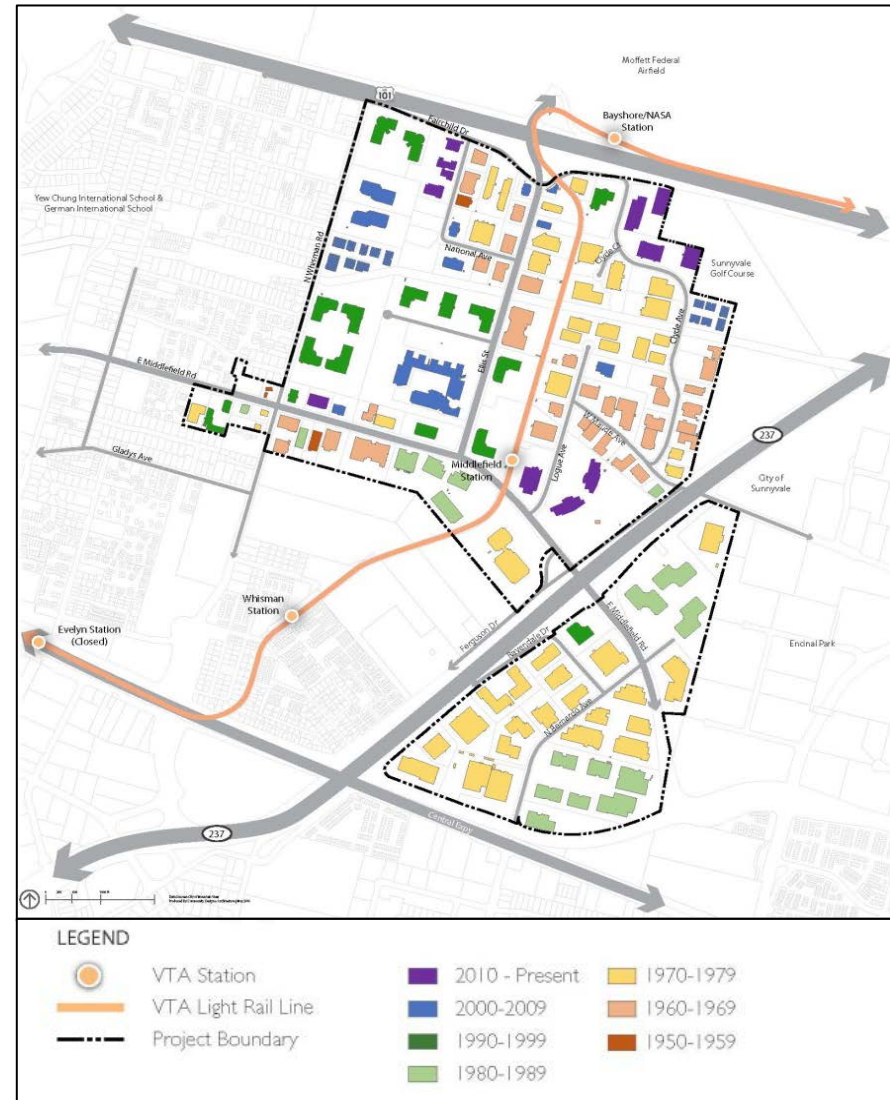 Moffett Federal
Airfield
101
Bayshore/NASA
Station
Fairchild Dr
Yew Chung International School &
German International School
N Whisman Rd
National Ave
Clyde Ct
Sunnyvale
Golf Course
Clyde Ave
Ellis St
E Middlefield Rd
237
Gladys Ave
W Maude Ave
Logue Ave
Middlefield
Station
City of
Sunnyvale
Whisman
Station
Evelyn Station
(Closed)
Ferguson Dr
E Middlefield Rd
Ravendale Dr
Encinal Park
N Bernardo Ave
237
Central Expy
LEGEND
VTA Station
VTA Light Rail Line
Project Boundary
2010 - Present
2000-2009
1990-1999
1980-1989
1970-1979
1960-1969
1950-1959